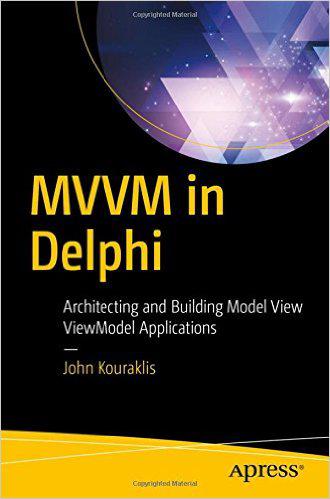 Copyrighted Material
MVVM in
Delphi
Architecting and Building Model View
ViewModel Applications
—
John Kouraklis
Apress®
Copyrighted Material